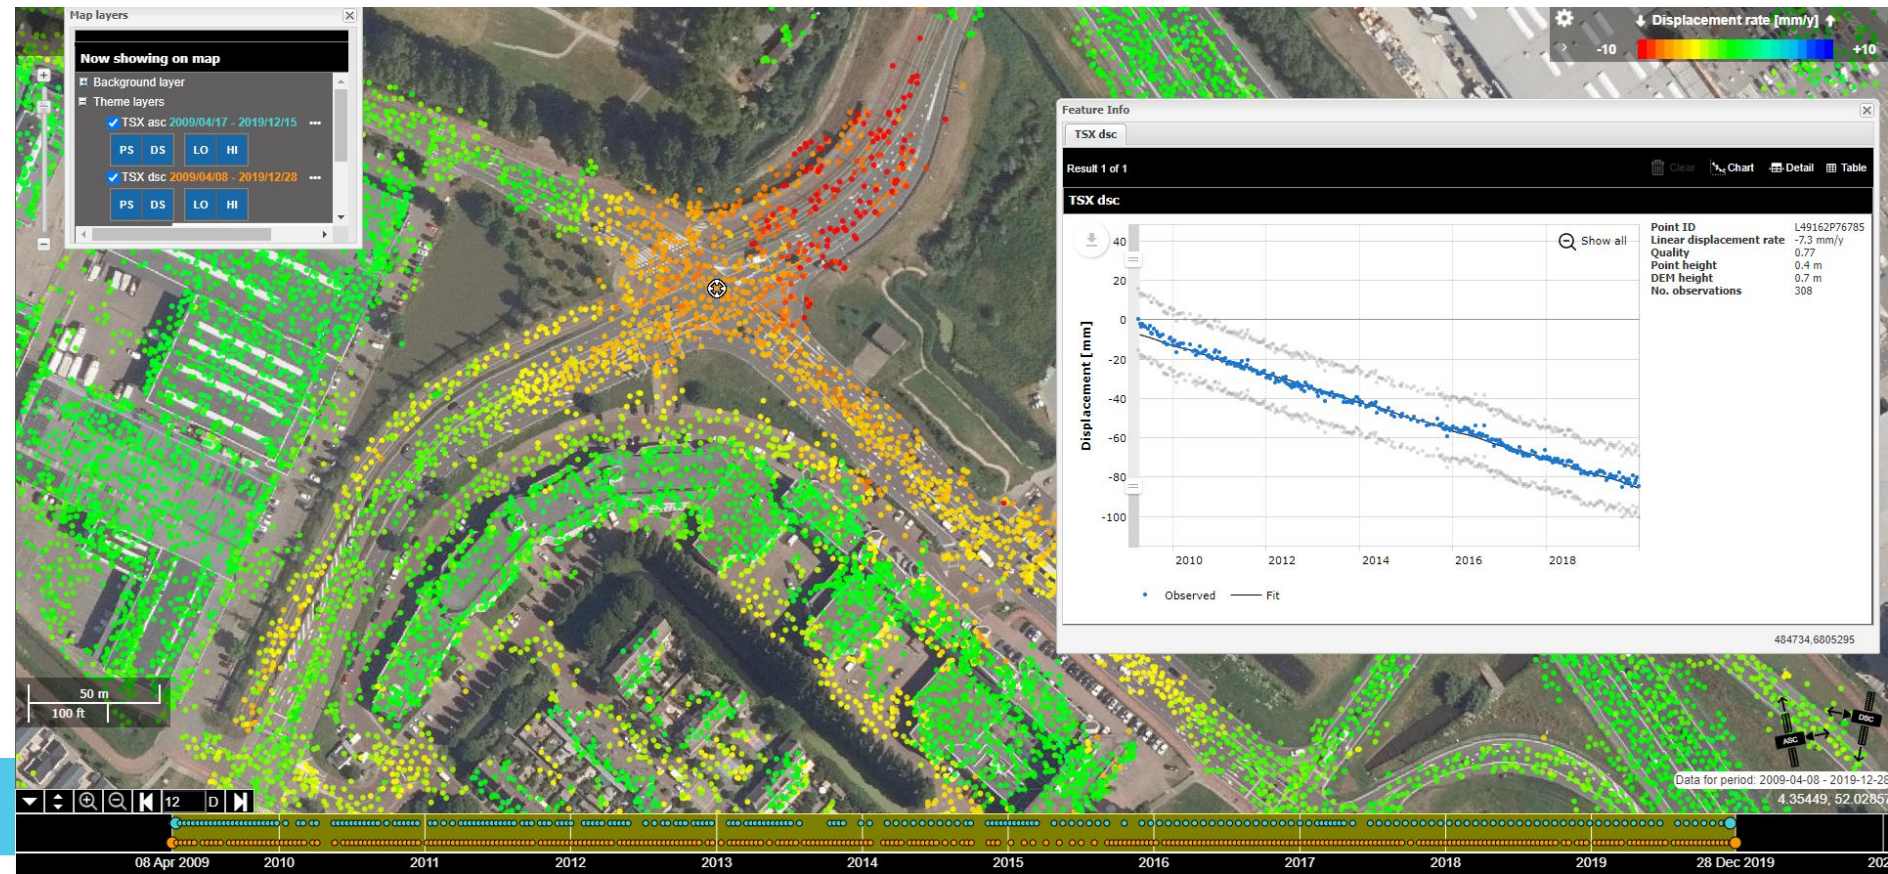 Map layers
Now showing on map
Background layer
Theme layers
TSX asc 2009/04/17 - 2019/12/15 •••
PS DS LO HI
TSX dsc 2009/04/08 - 2019/12/28 •••
PS DS LO HI
Displacement rate [mm/y]
-10 +10
Feature Info
TSX dsc
Result 1 of 1
Clear Chart Detail Table
TSX dsc
Show all
Displacement [mm]
40
20
0
-20
-40
-60
-80
-100
2010 2012 2014 2016 2018
Observed Fit
Point ID L49162P76785
Linear displacement rate -7.3 mm/y
Quality 0.77
Point height 0.4 m
DEM height 0.7 m
No. observations 308
484734,6805295
50 m
100 ft
ASC
DSC
Data for period: 2009-04-08 - 2019-12-28
4.35449, 52.02857
12 D
08 Apr 2009 2010 2011 2012 2013 2014 2015 2016 2017 2018 2019 28 Dec 2019 202